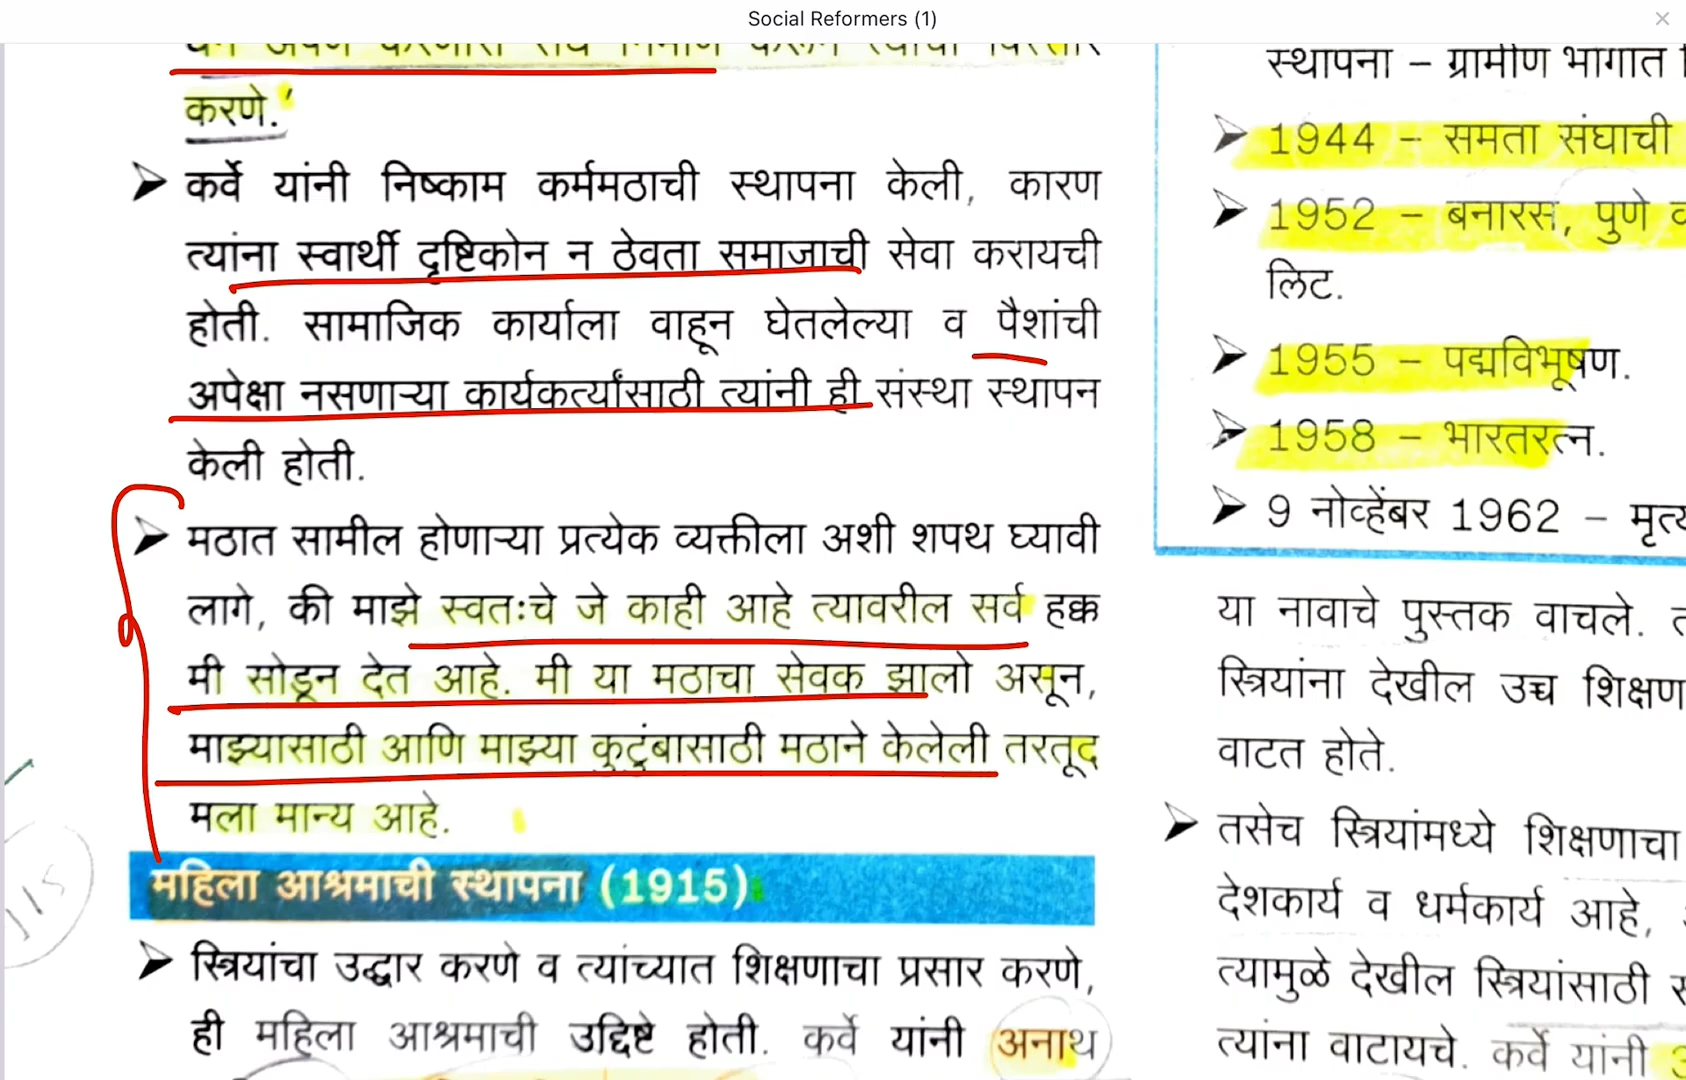 Social Reformers (1)
करणे.'
➤ कर्वे यांनी निष्काम कर्ममठाची स्थापना केली, कारण
त्यांना स्वार्थी दृष्टिकोन न ठेवता समाजाची सेवा करायची
होती. सामाजिक कार्याला वाहून घेतलेल्या व पैशांची
अपेक्षा नसणाऱ्या कार्यकर्त्यांसाठी त्यांनी ही संस्था स्थापन
केली होती.
➤ मठात सामील होणाऱ्या प्रत्येक व्यक्तीला अशी शपथ घ्यावी
लागे, की माझे स्वतःचे जे काही आहे त्यावरील सर्व हक्क
मी सोडून देत आहे. मी या मठाचा सेवक झालो असून,
माझ्यासाठी आणि माझ्या कुटुंबासाठी मठाने केलेली तरतूद
मला मान्य आहे.
महिला आश्रमाची स्थापना (1915)
➤ स्त्रियांचा उद्धार करणे व त्यांच्यात शिक्षणाचा प्रसार करणे,
ही महिला आश्रमाची उद्दिष्टे होती. कर्वे यांनी अनाथ
स्थापना – ग्रामीण भागात
➤ 1944 – समता संघाची
➤ 1952 – बनारस, पुणे
लिट.
➤ 1955 – पद्मविभूषण.
➤ 1958 – भारतरत्न.
➤ 9 नोव्हेंबर 1962 –
या नावाचे पुस्तक वाचले.
स्त्रियांना देखील उच्च शिक्षण
वाटत होते.
➤ तसेच स्त्रियांमध्ये शिक्षणाचा
देशकार्य व धर्मकार्य आहे,
त्यामुळे देखील स्त्रियांसाठी
त्यांना वाटायचे. कर्वे यांनी